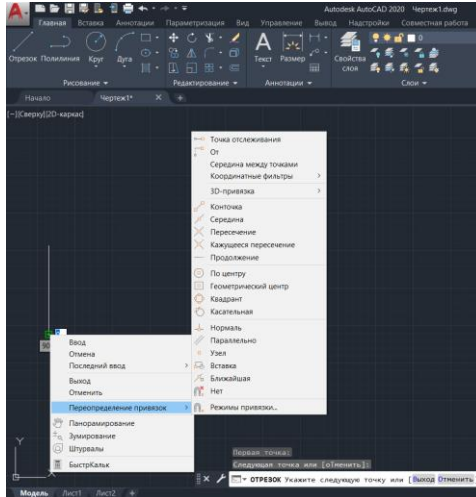 Autodesk AutoCAD 2020 Чертеж1.dwg
Главная Вставка Аннотации Параметризация Вид Управление Вывод Надстройки Совместная работа
Отрезок Полилиния Круг Дуга Текст Размер Свойства слоя 0
Рисование Редактирование Аннотации Слои
Начало Чертеж1* × +
[−][Сверху][2D-каркас]
Точка отслеживания
От
Середина между точками
Координатные фильтры
3D-привязка
Конточка
Середина
Пересечение
Кажущееся пересечение
Продолжение
По центру
Геометрический центр
Квадрант
Касательная
Нормаль
Параллельно
Узел
Вставка
Ближайшая
Нет
Режимы привязки...
Ввод
Отмена
Последний ввод
Выход
Отменить
Переопределение привязок
Панорамирование
Зумирование
Штурвалы
БыстрКальк
Y
X
Первая точка:
Следующая точка или [оТменить]:
ОТРЕЗОК Укажите следующую точку или [Выход Отменить
Модель Лист1 Лист2 +